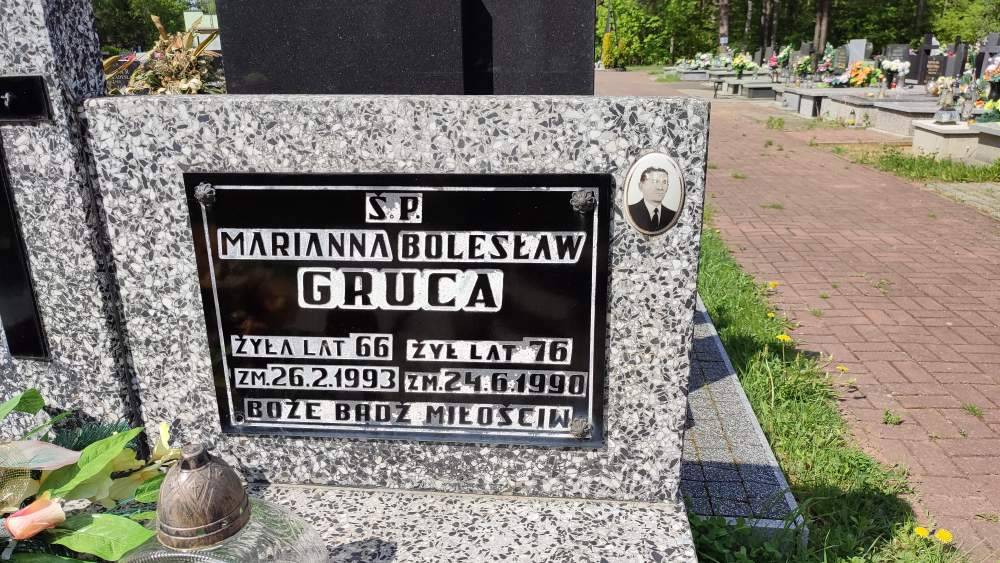 Ś.P.
MARIANNA BOLESŁAW
GRUCA
ŻYŁA LAT 66 ŻYŁ LAT 76
ZM.26.2.1993 ZM.24.6.1990
BOŻE BĄDŹ MIŁOŚCIW